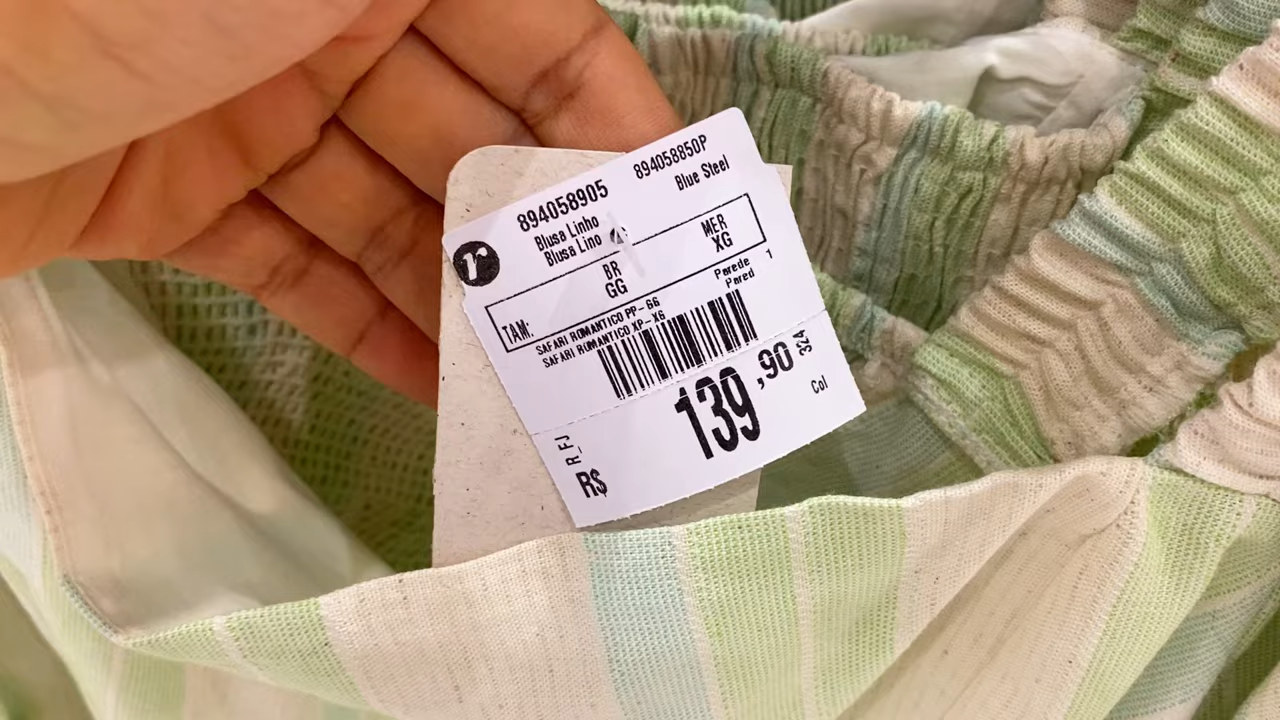 894058905
894058850P
Blusa Linho
Blue Steel
Blusa Lino
r
TAM:
BR
GG
MER
XG
SAFARI ROMANTICO PP-GG
Parede 1
SAFARI ROMANTICO XP-XG
Pared
R_FJ
R$
139,90
324
Col